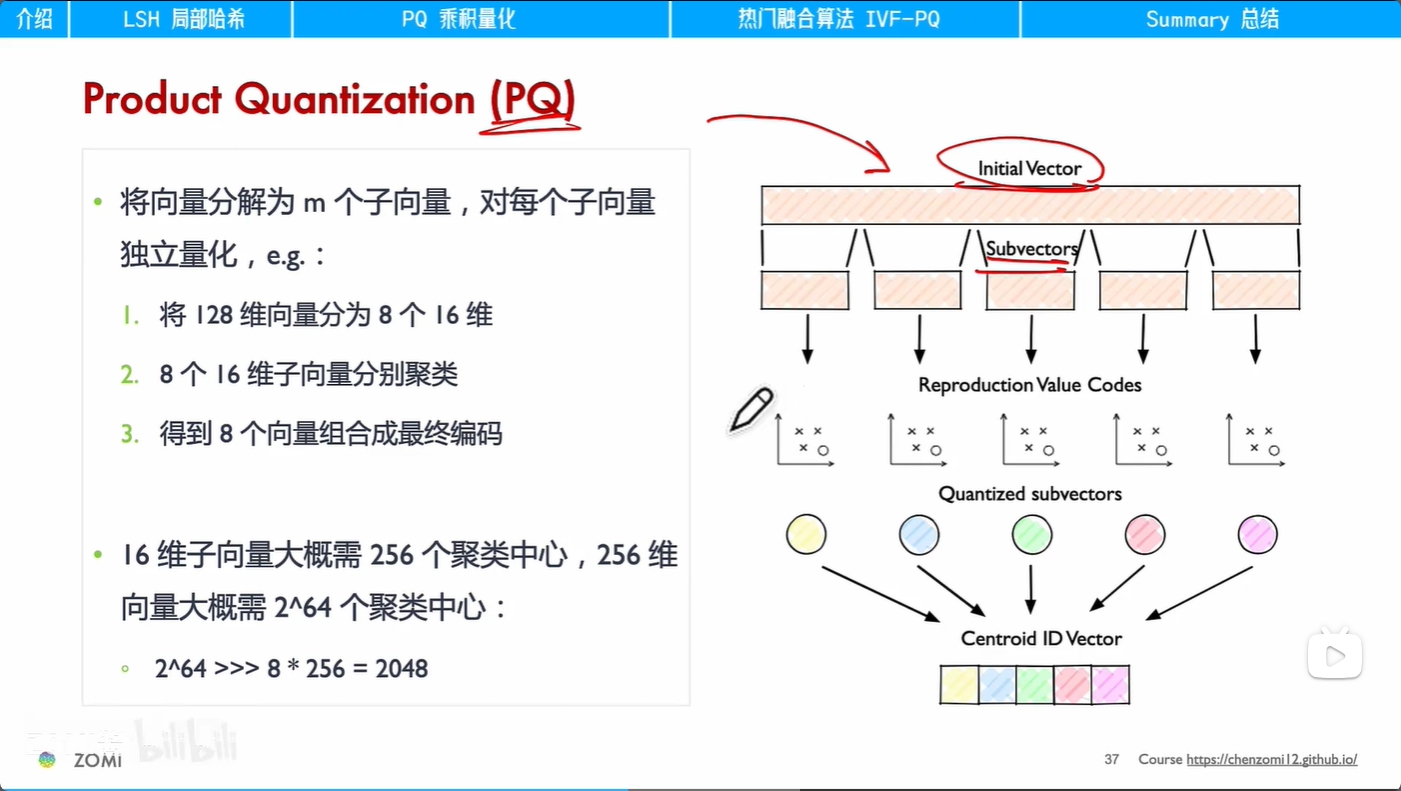 介绍
LSH 局部哈希
PQ 乘积量化
热门融合算法 IVF-PQ
Summary 总结
Product Quantization (PQ)
• 将向量分解为 m 个子向量，对每个子向量
独立量化，e.g.：
1. 将 128 维向量分为 8 个 16 维
2. 8 个 16 维子向量分别聚类
3. 得到 8 个向量组合成最终编码
• 16 维子向量大概需 256 个聚类中心，256 维
向量大概需 2^64 个聚类中心：
◦ 2^64 >>> 8 * 256 = 2048
Initial Vector
Subvectors
Reproduction Value Codes
Quantized subvectors
Centroid ID Vector
bilibili
ZOMI
37 Course https://chenzomi12.github.io/